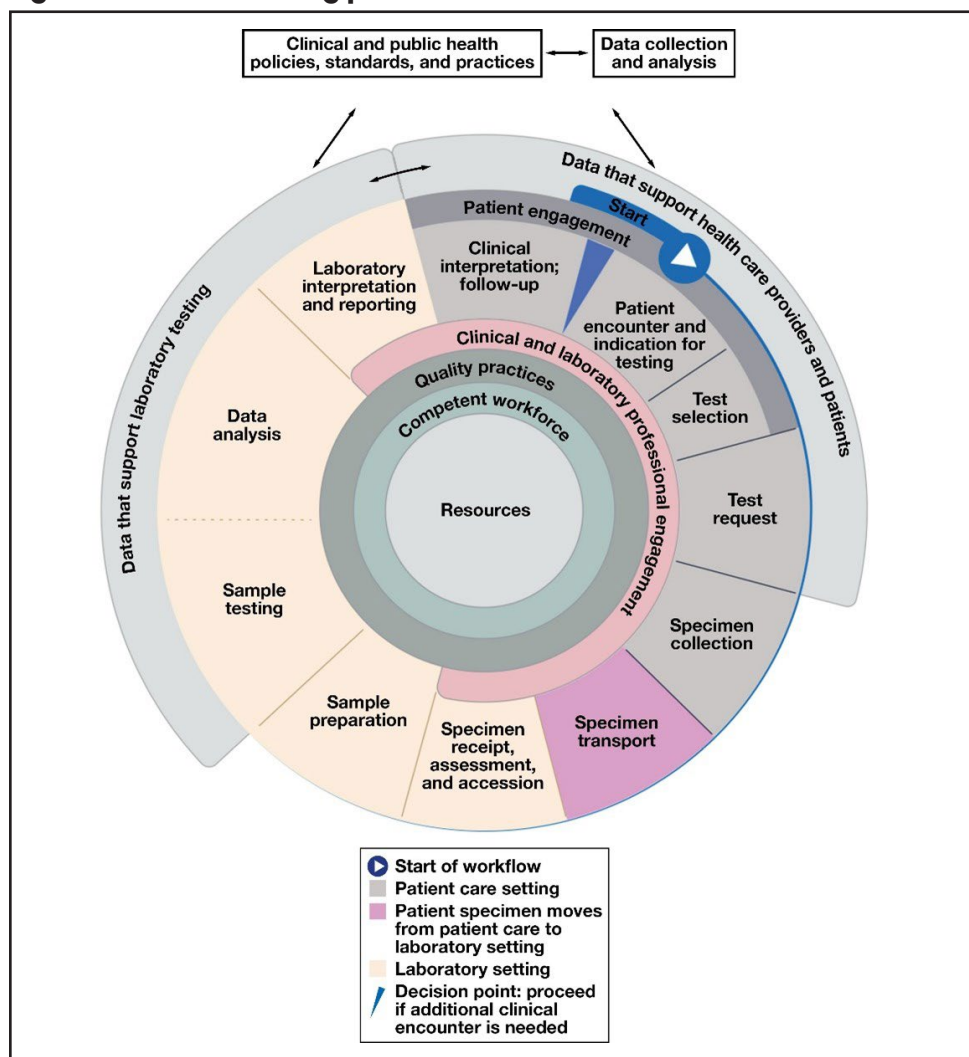 Clinical and public health
policies, standards, and practices
Data collection
and analysis
Data that support laboratory testing
Data that support health care providers and patients
Patient engagement
Start
Clinical
interpretation;
follow-up
Patient
encounter and
indication for
testing
Test
selection
Test
request
Specimen
collection
Specimen
transport
Specimen
receipt,
assessment,
and accession
Sample
preparation
Sample
testing
Data
analysis
Laboratory
interpretation
and reporting
Clinical and laboratory professional engagement
Quality practices
Competent workforce
Resources
Start of workflow
Patient care setting
Patient specimen moves
from patient care to
laboratory setting
Laboratory setting
Decision point: proceed
if additional clinical
encounter is needed